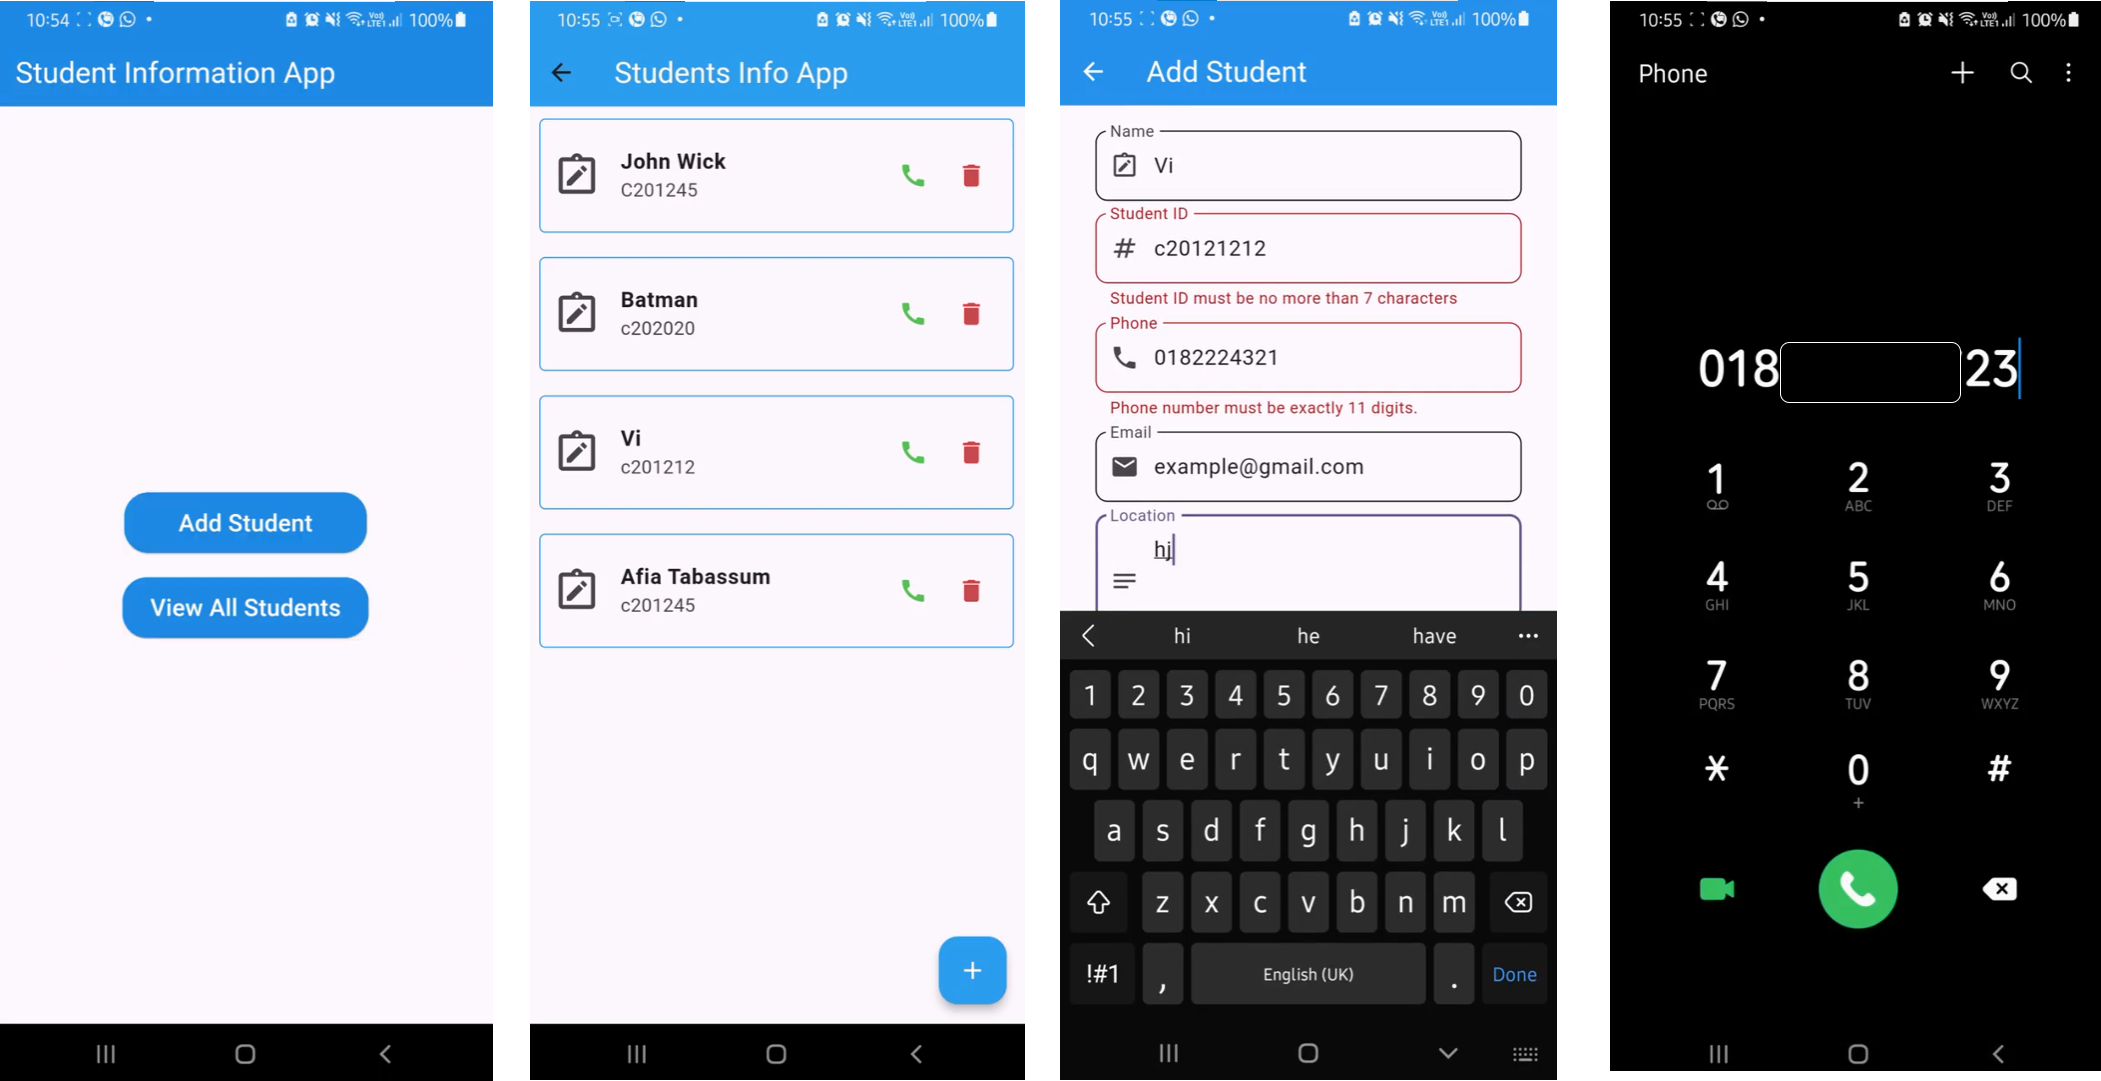 10:54
100%
Student Information App
Add Student
View All Students
10:55
100%
Students Info App
John Wick
C201245
Batman
c202020
Vi
c201212
Afia Tabassum
c201245
+
10:55
100%
Add Student
Name
Vi
Student ID
# c20121212
Student ID must be no more than 7 characters
Phone
0182224321
Phone number must be exactly 11 digits.
Email
example@gmail.com
Location
hj
hi he have
1 2 3 4 5 6 7 8 9 0
q w e r t y u i o p
a s d f g h j k l
z x c v b n m
!#1 , English (UK) . Done
10:55
100%
Phone
018 23
1 2 3
ABC DEF
4 5 6
GHI JKL MNO
7 8 9
PQRS TUV WXYZ
* 0 #
+